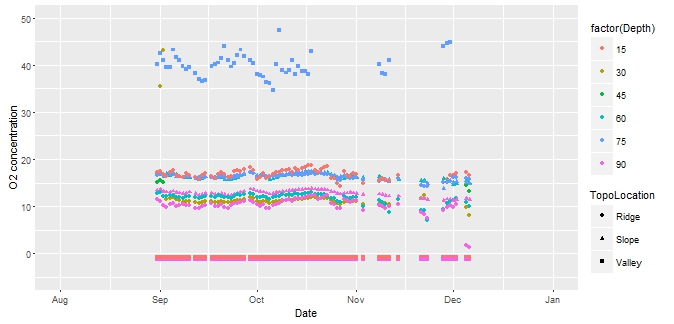 50
40
30
20
10
0
O2 concentration
Aug Sep Oct Nov Dec Jan
Date
factor(Depth)
15
30
45
60
75
90
TopoLocation
Ridge
Slope
Valley